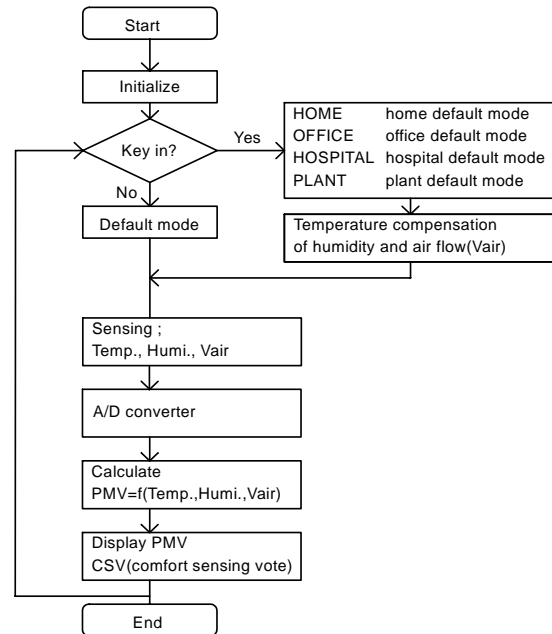 Start
Initialize
Key in?
Yes
No
HOME home default mode
OFFICE office default mode
HOSPITAL hospital default mode
PLANT plant default mode
Default mode
Temperature compensation
of humidity and air flow(Vair)
Sensing ;
Temp., Humi., Vair
A/D converter
Calculate
PMV=f(Temp.,Humi.,Vair)
Display PMV
CSV(comfort sensing vote)
End